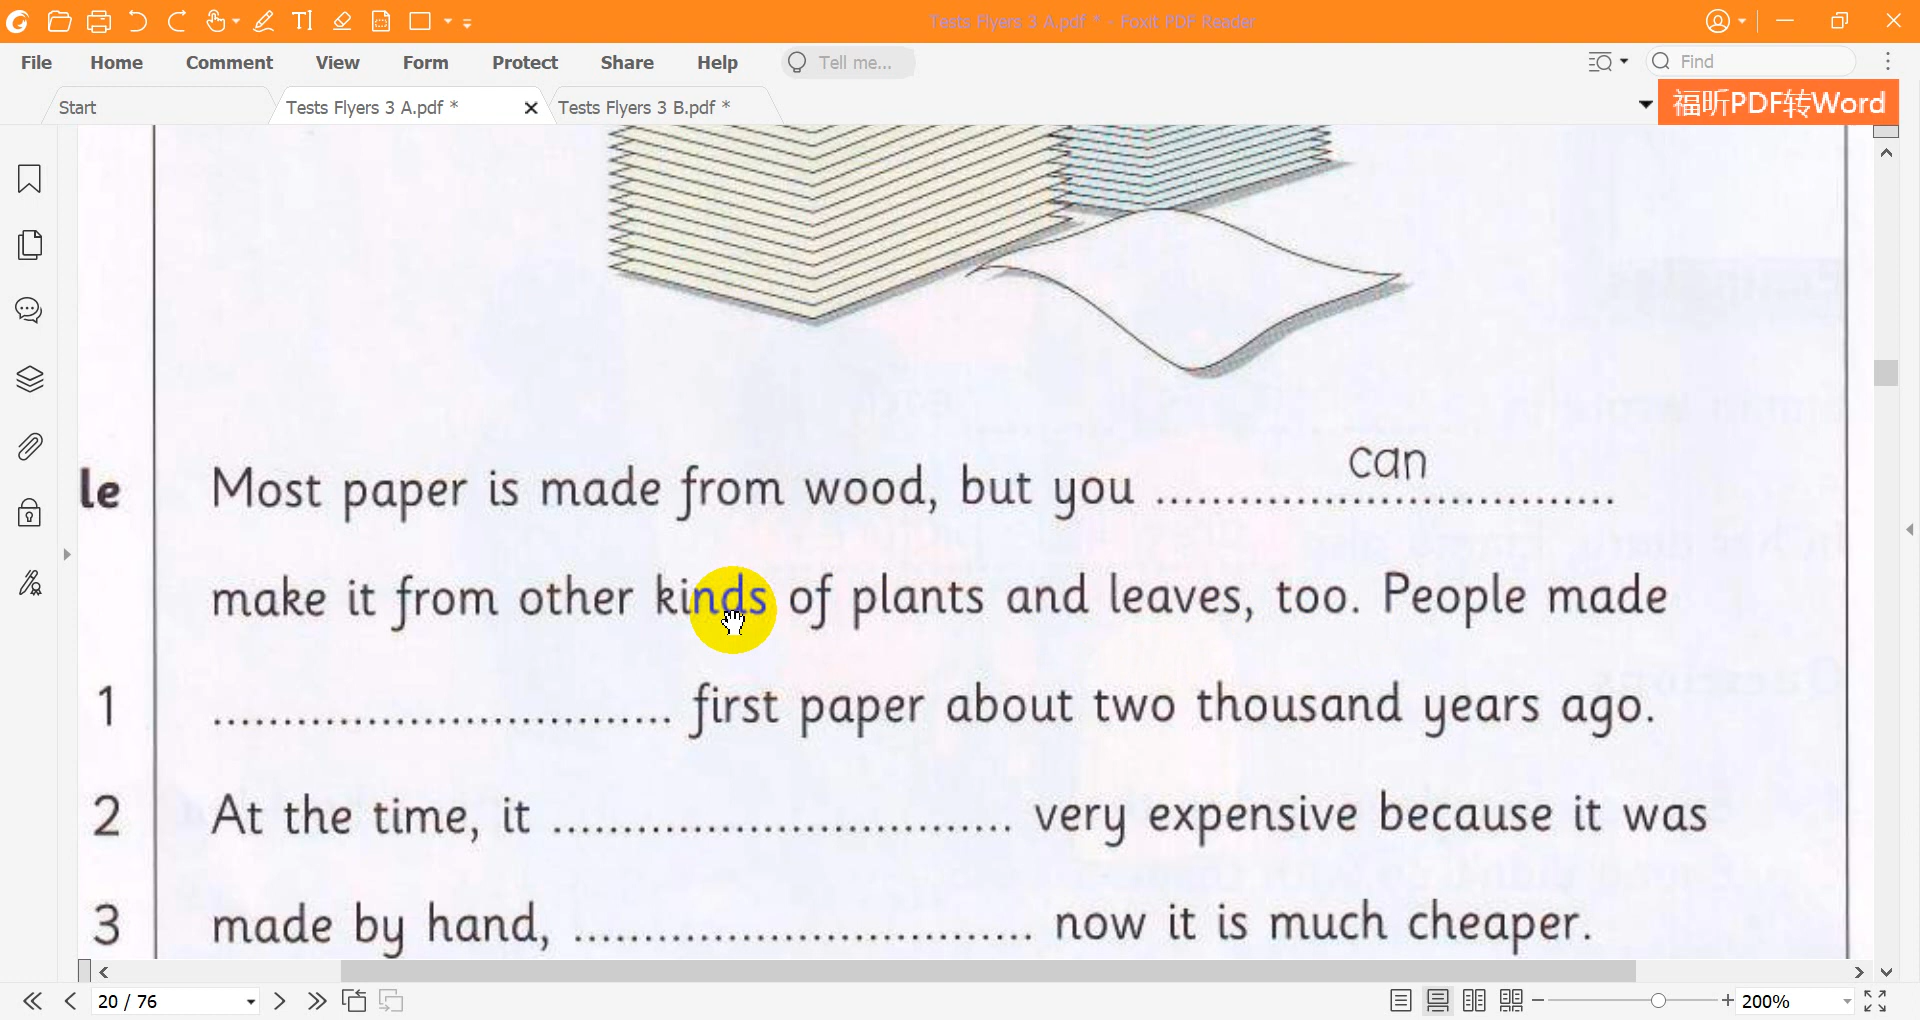 Tests Flyers 3 A.pdf * - Foxit PDF Reader
File Home Comment View Form Protect Share Help Tell me... Find
Start Tests Flyers 3 A.pdf * Tests Flyers 3 B.pdf * 福昕PDF转Word
can
le Most paper is made from wood, but you ................................
make it from other kinds of plants and leaves, too. People made
1 ................................ first paper about two thousand years ago.
2 At the time, it ................................ very expensive because it was
3 made by hand, ................................ now it is much cheaper.
20 / 76 200%